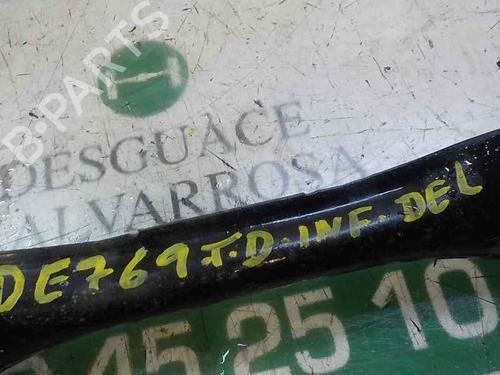 B-PARTS
DESGUACE
ALVARROSA
DE769 T.D.INF.DEL
45 25 10